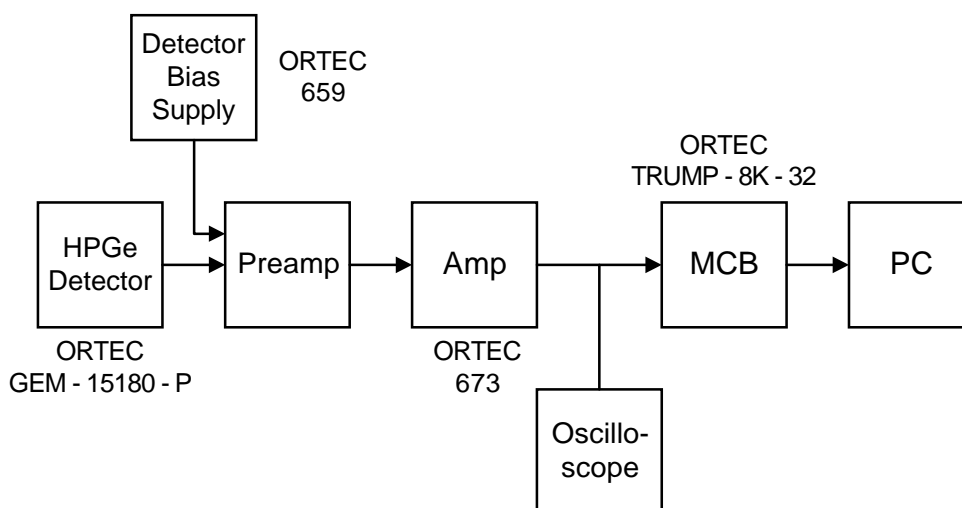 Detector
Bias
Supply
ORTEC
659
ORTEC
TRUMP - 8K - 32
HPGe
Detector
Preamp
Amp
MCB
PC
ORTEC
GEM - 15180 - P
ORTEC
673
Oscillo-
scope